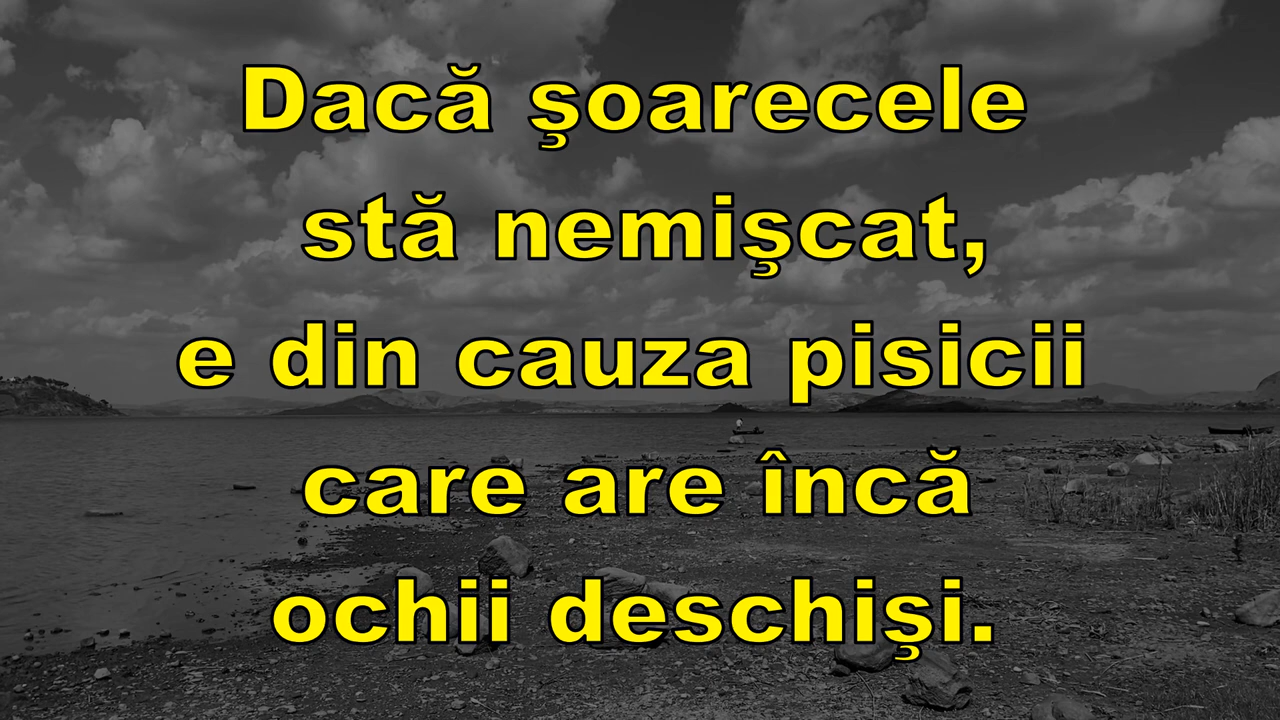 Dacă şoarecele
stă nemişcat,
e din cauza pisicii
care are încă
ochii deschişi.